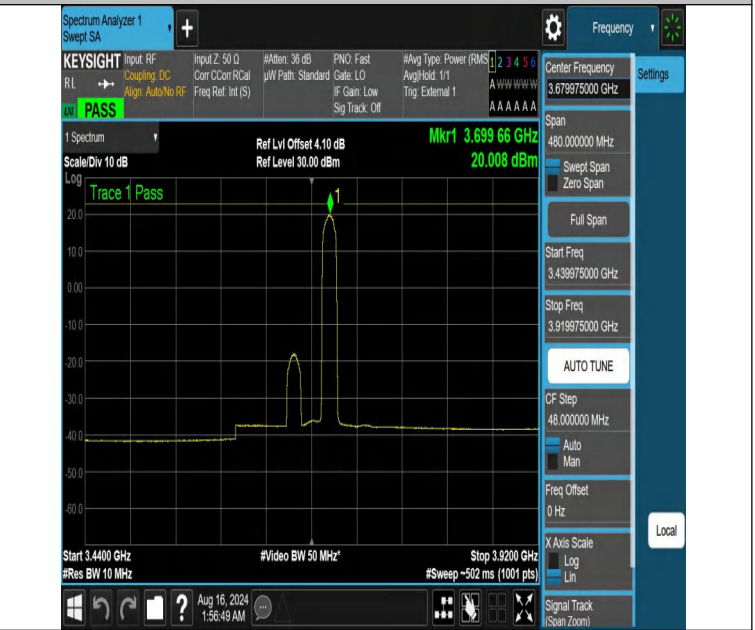 Spectrum Analyzer 1
Swept SA
+
Frequency
KEYSIGHT
RL
PASS
Input: RF
Coupling: DC
Align: Auto/No RF
Input Z: 50 Ω
Corr CCorr RCal
Freq Ref: Int (S)
#Atten: 36 dB
µW Path: Standard
PNO: Fast
Gate: LO
IF Gain: Low
Sig Track: Off
#Avg Type: Power (RMS
Avg|Hold: 1/1
Trig: External 1
1 2 3 4 5 6
A W W W W W
A A A A A A
Center Frequency
3.679975000 GHz
Settings
Span
480.000000 MHz
Swept Span
Zero Span
Full Span
Start Freq
3.439975000 GHz
Stop Freq
3.919975000 GHz
AUTO TUNE
CF Step
48.000000 MHz
Auto
Man
Freq Offset
0 Hz
X Axis Scale
Log
Lin
Signal Track
(Span Zoom)
Local
1 Spectrum
Scale/Div 10 dB
Ref Lvl Offset 4.10 dB
Ref Level 30.00 dBm
Mkr1 3.699 66 GHz
20.008 dBm
Log
Trace 1 Pass
1
20.0
10.0
0.00
-10.0
-20.0
-30.0
-40.0
-50.0
-60.0
Start 3.4400 GHz
#Res BW 10 MHz
#Video BW 50 MHz*
Stop 3.9200 GHz
#Sweep ~502 ms (1001 pts)
?
Aug 16, 2024
1:56:49 AM